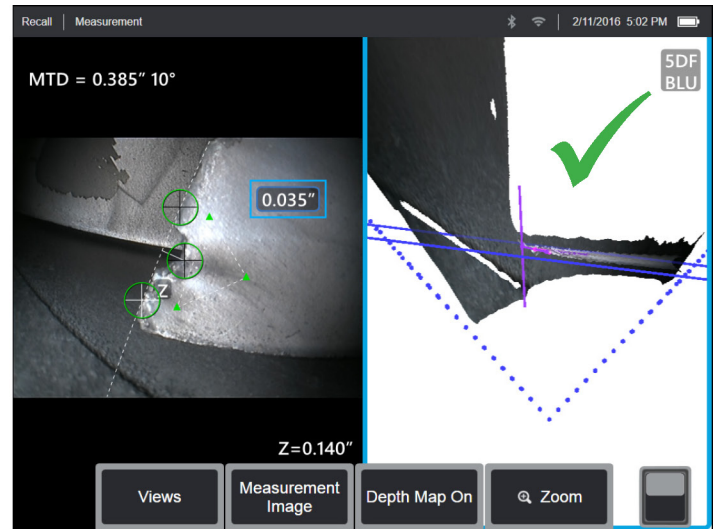 Recall | Measurement
2/11/2016 5:02 PM
MTD = 0.385" 10°
5DF
BLU
0.035"
Z
Z=0.140"
Views
Measurement
Image
Depth Map On
Zoom